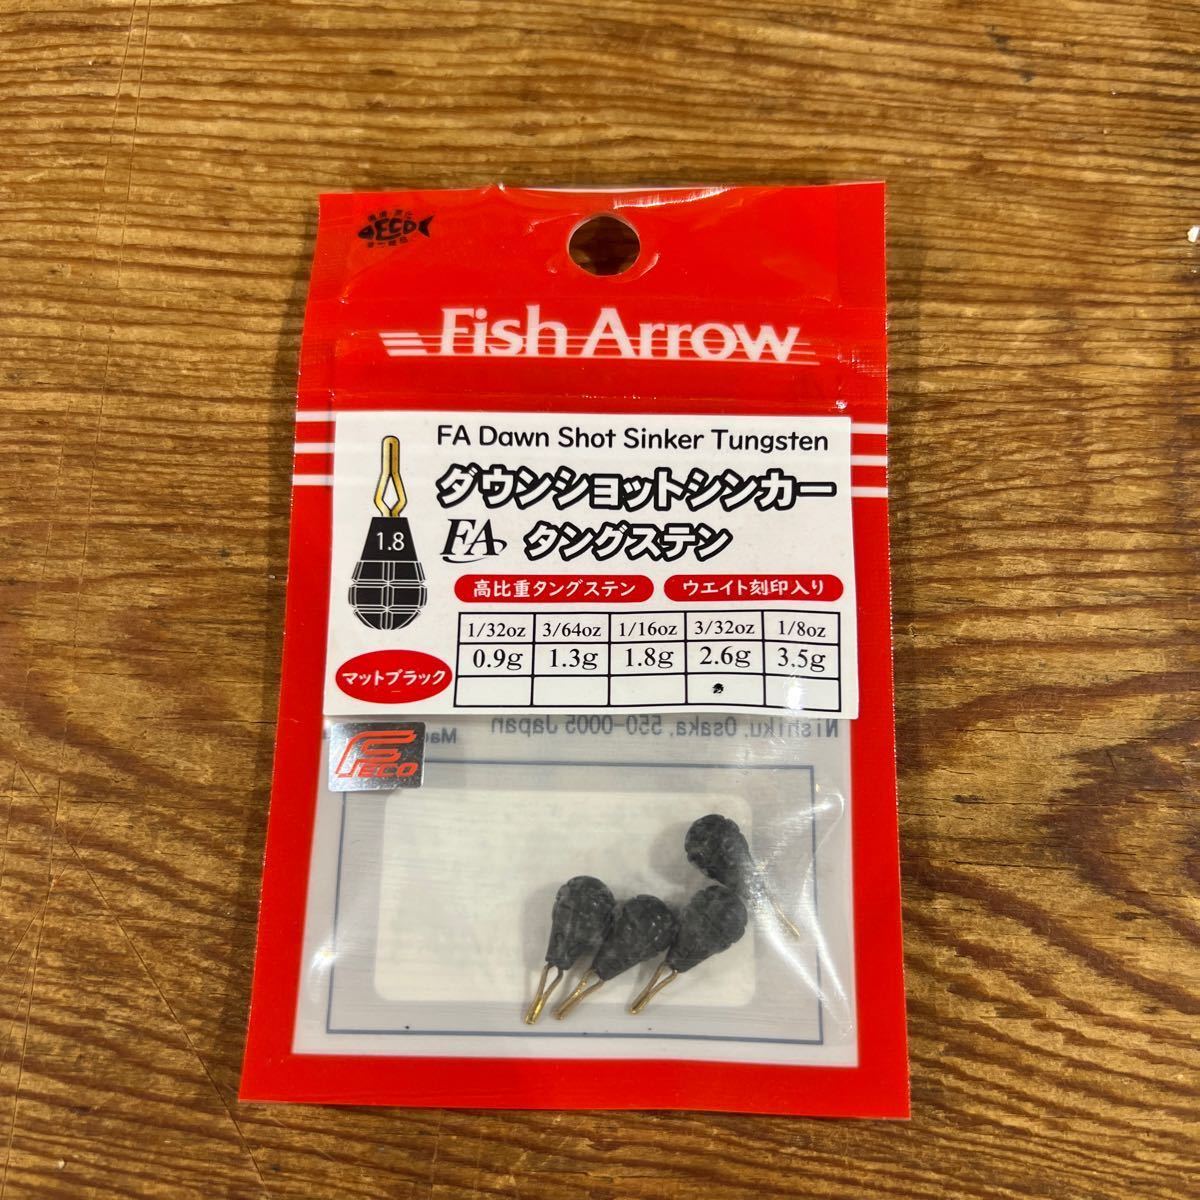 ECO
Fish Arrow
FA Dawn Shot Sinker Tungsten
ダウンショットシンカー
FA タングステン
1.8
高比重タングステン ウエイト刻印入り
1/32oz 3/64oz 1/16oz 3/32oz 1/8oz
0.9g 1.3g 1.8g 2.6g 3.5g
マットブラック
Nishiku, Osaka, 550-0005 Japan
FECO